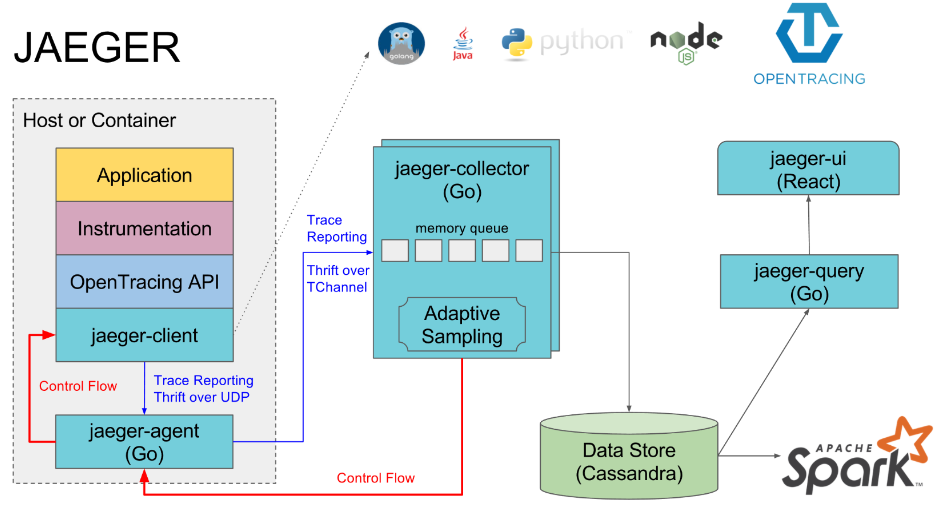 JAEGER
golang
Java
python
node
JS
OPENTRACING
Host or Container
Application
Instrumentation
OpenTracing API
jaeger-client
Control Flow
Trace Reporting
Thrift over UDP
jaeger-agent
(Go)
Trace
Reporting
Thrift over
TChannel
jaeger-collector
(Go)
memory queue
Adaptive
Sampling
Control Flow
Data Store
(Cassandra)
jaeger-ui
(React)
jaeger-query
(Go)
APACHE
Spark™